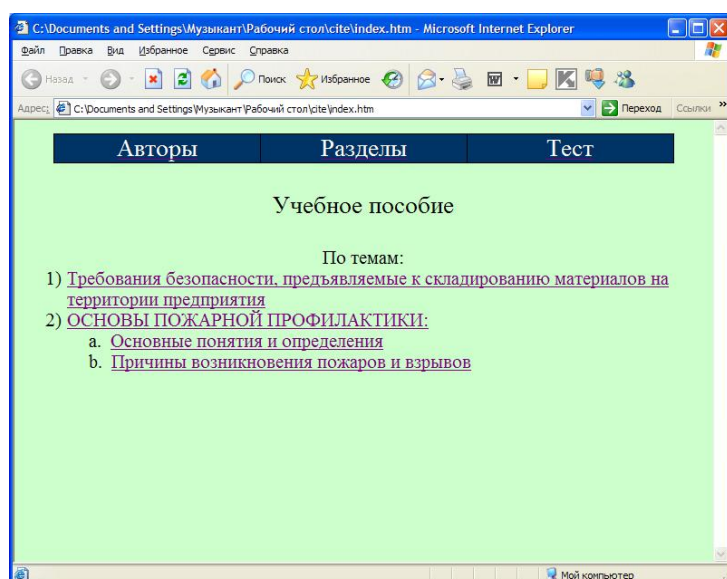 C:\Documents and Settings\Музыкант\Рабочий стол\cite\index.htm - Microsoft Internet Explorer
Файл Правка Вид Избранное Сервис Справка
Назад Поиск Избранное
Адрес: C:\Documents and Settings\Музыкант\Рабочий стол\cite\index.htm Переход Ссылки »
Авторы Разделы Тест
Учебное пособие
По темам:
1) Требования безопасности, предъявляемые к складированию материалов на
территории предприятия
2) ОСНОВЫ ПОЖАРНОЙ ПРОФИЛАКТИКИ:
a. Основные понятия и определения
b. Причины возникновения пожаров и взрывов
Мой компьютер